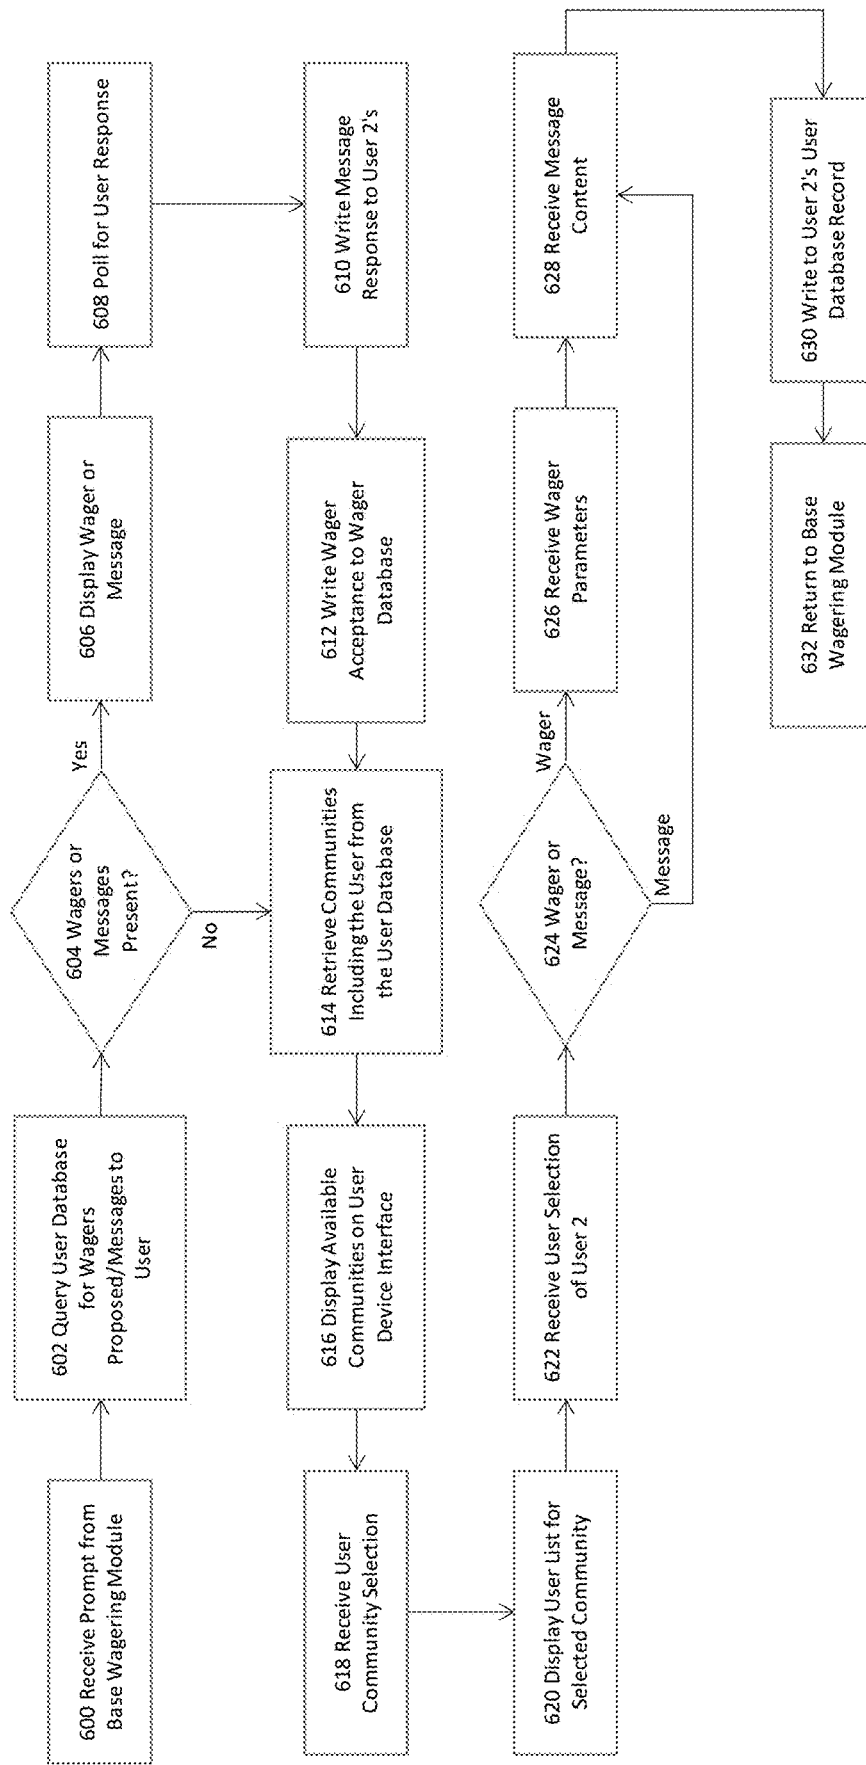 600 Receive Prompt from
Base Wagering Module
602 Query User Database
for Wagers
Proposed/Messages to
User
604 Wagers or
Messages
Present?
Yes
No
606 Display Wager or
Message
608 Poll for User Response
610 Write Message
Response to User 2's
612 Write Wager
Acceptance to Wager
Database
614 Retrieve Communities
Including the User from
the User Database
616 Display Available
Communities on User
Device Interface
618 Receive User
Community Selection
620 Display User List for
Selected Community
622 Receive User Selection
of User 2
624 Wager or
Message?
Wager
Message
626 Receive Wager
Parameters
628 Receive Message
Content
630 Write to User 2's User
Database Record
632 Return to Base
Wagering Module